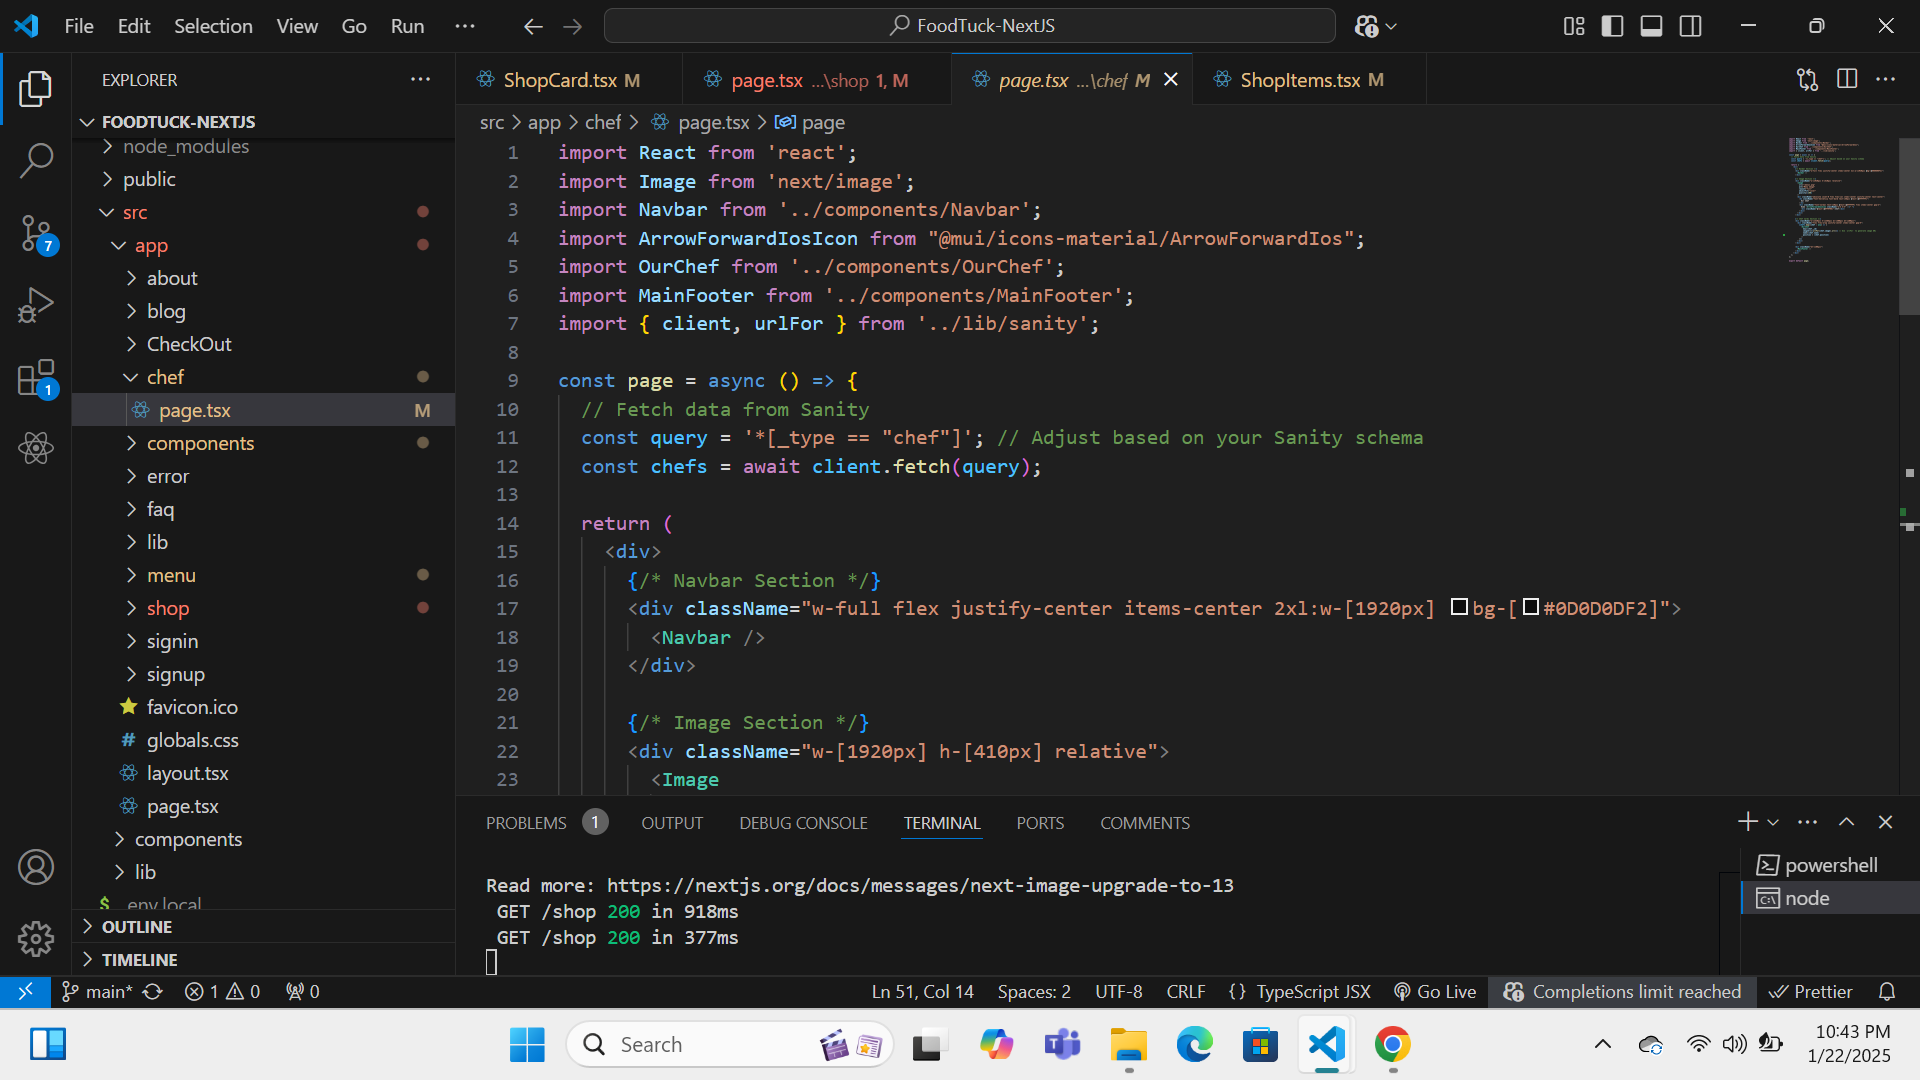 File Edit Selection View Go Run
FoodTuck-NextJS
EXPLORER
FOODTUCK-NEXTJS
node_modules
public
src
app
about
blog
CheckOut
chef
page.tsx M
components
error
faq
lib
menu
shop
signin
signup
favicon.ico
# globals.css
layout.tsx
page.tsx
components
lib
$ .env.local
OUTLINE
TIMELINE
7
1
ShopCard.tsx M
page.tsx ...\shop 1, M
page.tsx ...\chef M
ShopItems.tsx M
src > app > chef > page.tsx > page
1 import React from 'react';
2 import Image from 'next/image';
3 import Navbar from '../components/Navbar';
4 import ArrowForwardIosIcon from "@mui/icons-material/ArrowForwardIos";
5 import OurChef from '../components/OurChef';
6 import MainFooter from '../components/MainFooter';
7 import { client, urlFor } from '../lib/sanity';
8
9 const page = async () => {
10 // Fetch data from Sanity
11 const query = '*[_type == "chef"]'; // Adjust based on your Sanity schema
12 const chefs = await client.fetch(query);
13
14 return (
15 <div>
16 {/* Navbar Section */}
17 <div className="w-full flex justify-center items-center 2xl:w-[1920px] bg-[#0D0D0DF2]">
18 <Navbar />
19 </div>
20
21 {/* Image Section */}
22 <div className="w-[1920px] h-[410px] relative">
23 <Image
PROBLEMS 1 OUTPUT DEBUG CONSOLE TERMINAL PORTS COMMENTS
Read more: https://nextjs.org/docs/messages/next-image-upgrade-to-13
GET /shop 200 in 918ms
GET /shop 200 in 377ms
powershell
node
main* 1 0 0
Ln 51, Col 14 Spaces: 2 UTF-8 CRLF {} TypeScript JSX Go Live Completions limit reached Prettier
Search
10:43 PM
1/22/2025